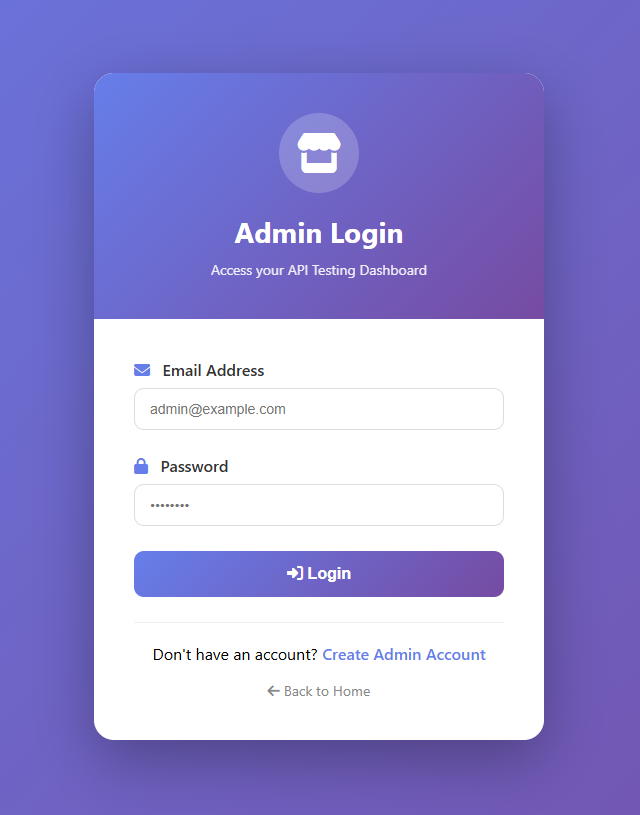 Admin Login
Access your API Testing Dashboard
Email Address
admin@example.com
Password
••••••••
Login
Don't have an account? Create Admin Account
Back to Home